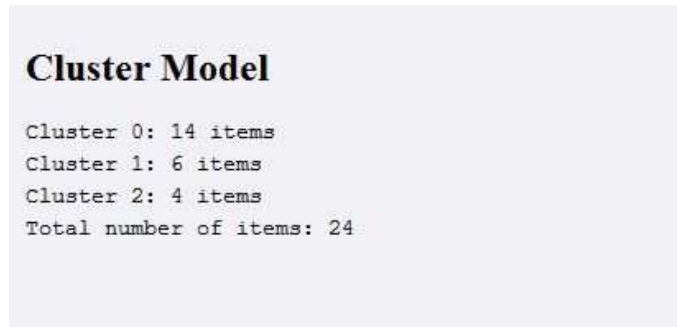 Cluster Model
Cluster 0: 14 items
Cluster 1: 6 items
Cluster 2: 4 items
Total number of items: 24